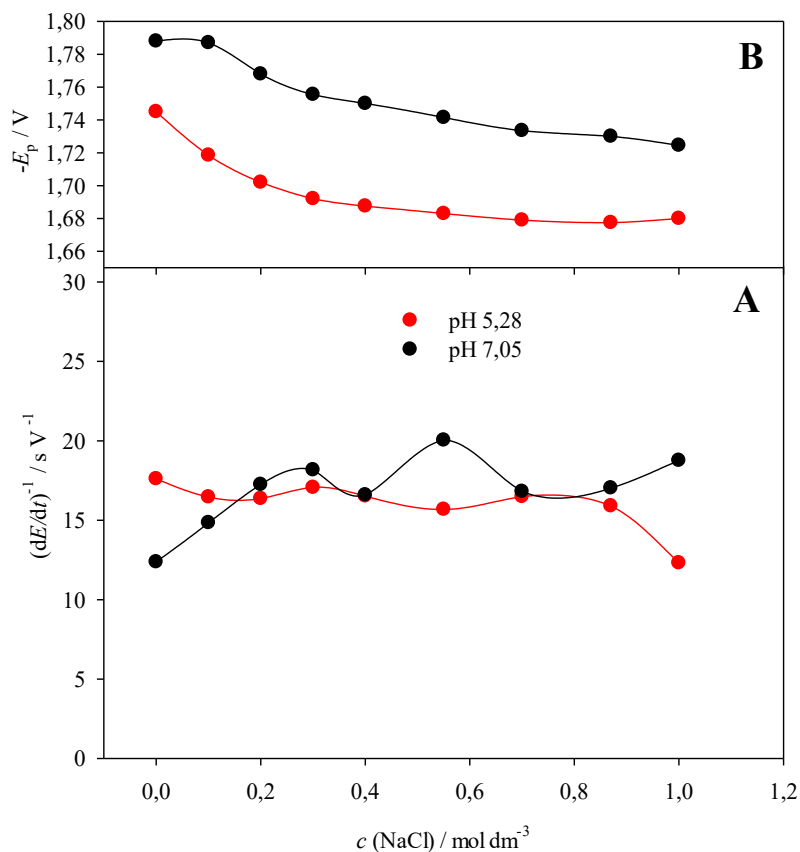 1,80
1,78
1,76
1,74
1,72
1,70
1,68
1,66
-Ep / V
B
30
25
20
15
10
5
0
(dE/dt)-1 / s V-1
A
pH 5,28
pH 7,05
0,0 0,2 0,4 0,6 0,8 1,0 1,2
c (NaCl) / mol dm-3